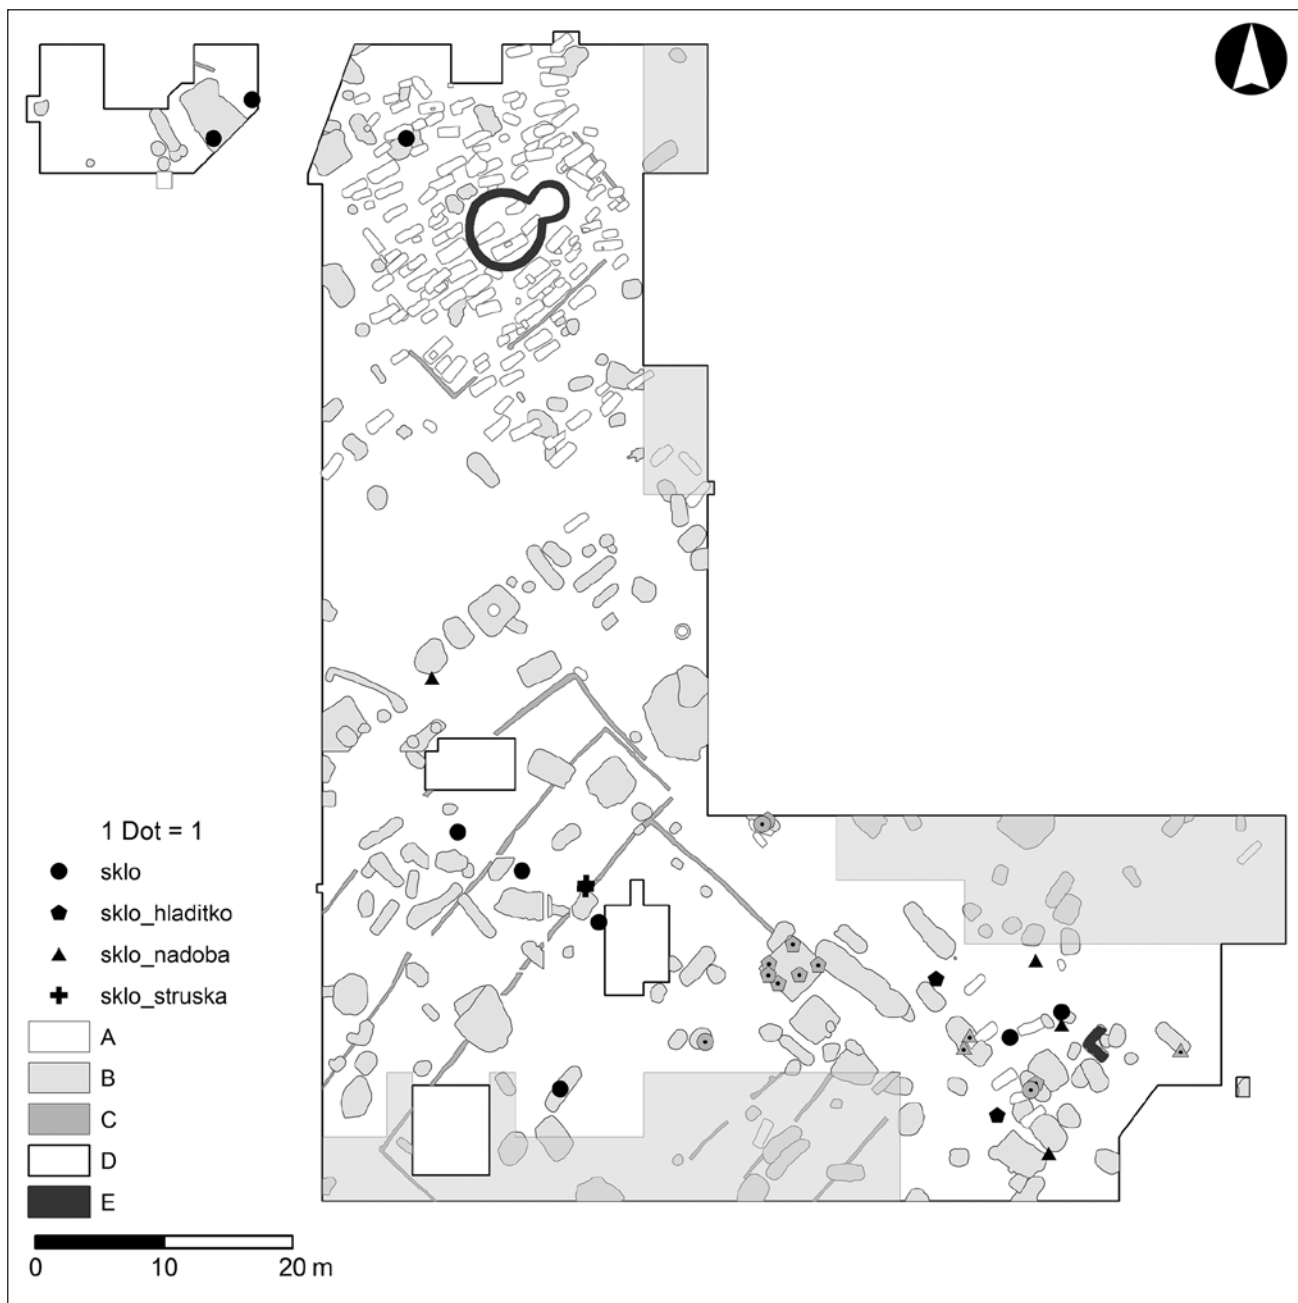 1 Dot = 1
sklo
sklo_hladitko
sklo_nadoba
sklo_struska
A
B
C
D
E
0 10 20 m